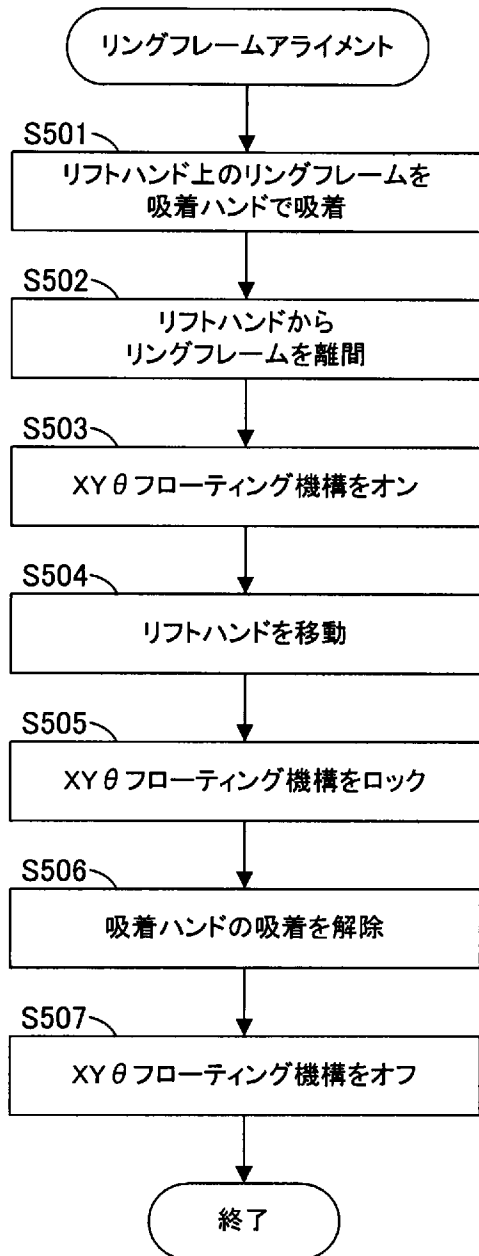 リングフレームアライメント
S501
リフトハンド上のリングフレームを
吸着ハンドで吸着
S502
リフトハンドから
リングフレームを離間
S503
XYθフローティング機構をオン
S504
リフトハンドを移動
S505
XYθフローティング機構をロック
S506
吸着ハンドの吸着を解除
S507
XYθフローティング機構をオフ
終了